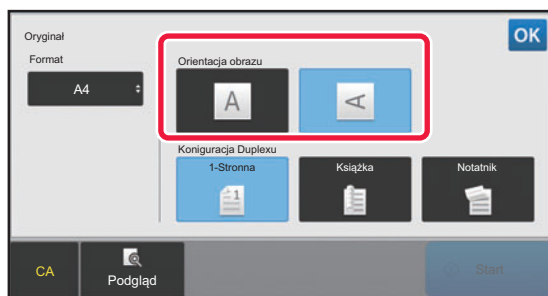 Oryginał
OK
Format
Orientacja obrazu
A4
A
A
Koniguracja Duplexu
1-Stronna
Książka
Notatnik
1
CA
Podgląd
Start